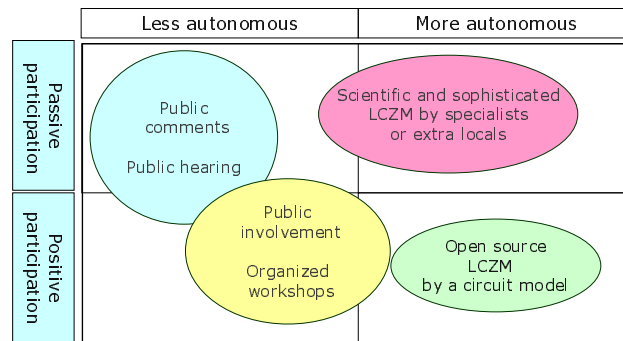 Less autonomous
More autonomous
Passive
participation
Public
comments
Public hearing
Scientific and sophisticated
LCZM by specialists
or extra locals
Positive
participation
Public
involvement
Organized
workshops
Open source
LCZM
by a circuit model